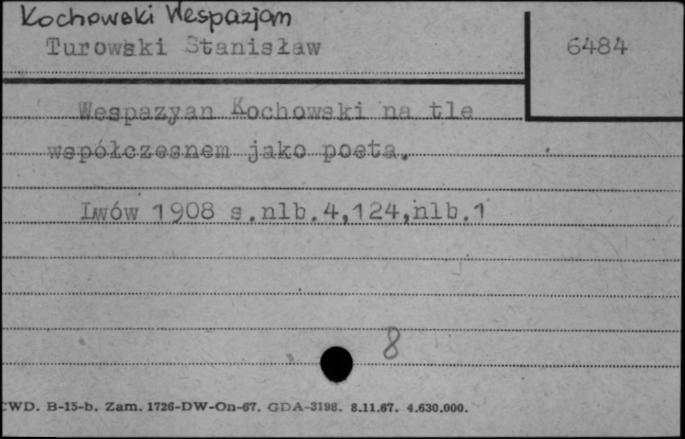 Kochowski Wespazjan
Turowski Stanisław
6484
Wespazyan Kochowski na tle
współczesnem jako poeta.
Lwów 1908 s.nlb.4,124,nlb.1
8
CWD. B-15-b. Zam. 1726-DW-On-67. GDA-3198. 8.11.67. 4.630.000.